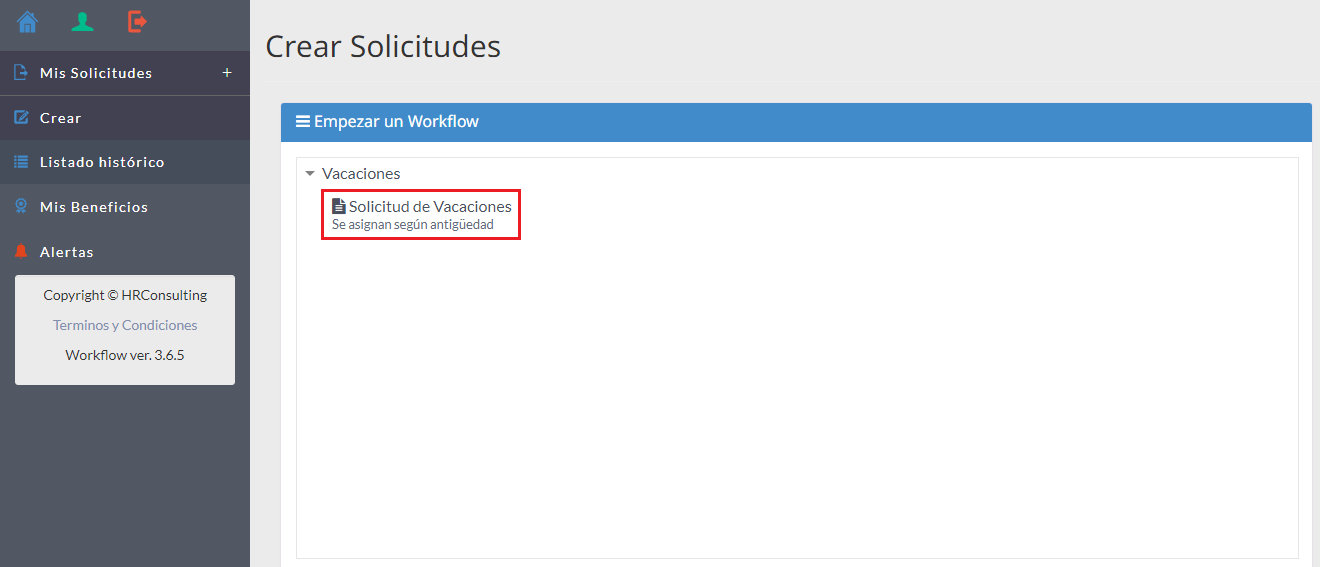 Mis Solicitudes +
Crear
Listado histórico
Mis Beneficios
Alertas
Copyright © HRConsulting
Terminos y Condiciones
Workflow ver. 3.6.5
Crear Solicitudes
Empezar un Workflow
Vacaciones
Solicitud de Vacaciones
Se asignan según antigüedad